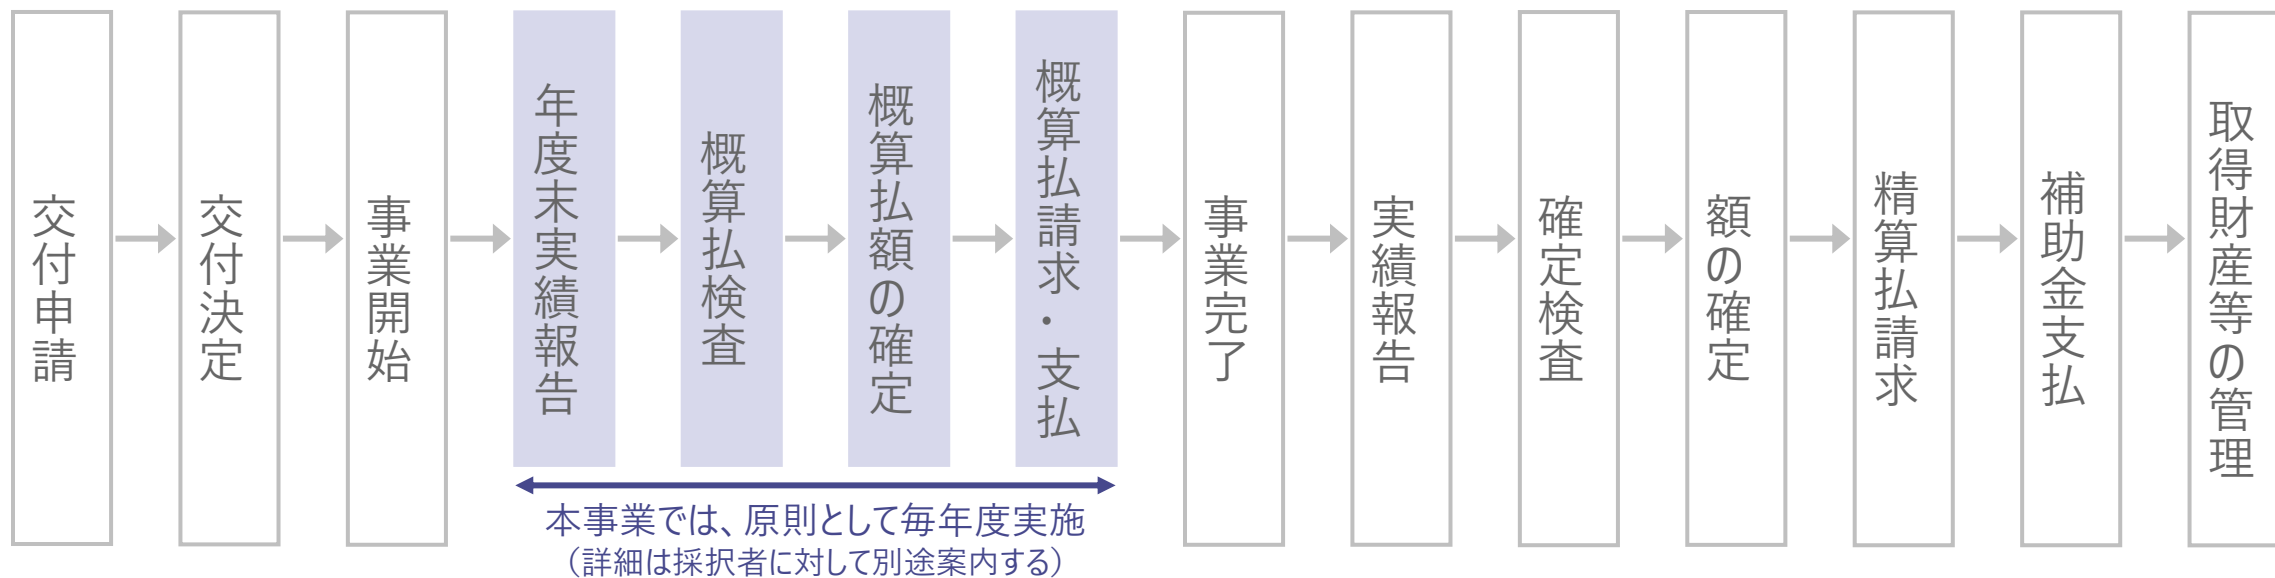 交付申請
交付決定
事業開始
年度末実績報告
概算払検査
概算払額の確定
概算払請求・支払
事業完了
実績報告
確定検査
額の確定
精算払請求
補助金支払
取得財産等の管理
本事業では、原則として毎年度実施
（詳細は採択者に対して別途案内する）